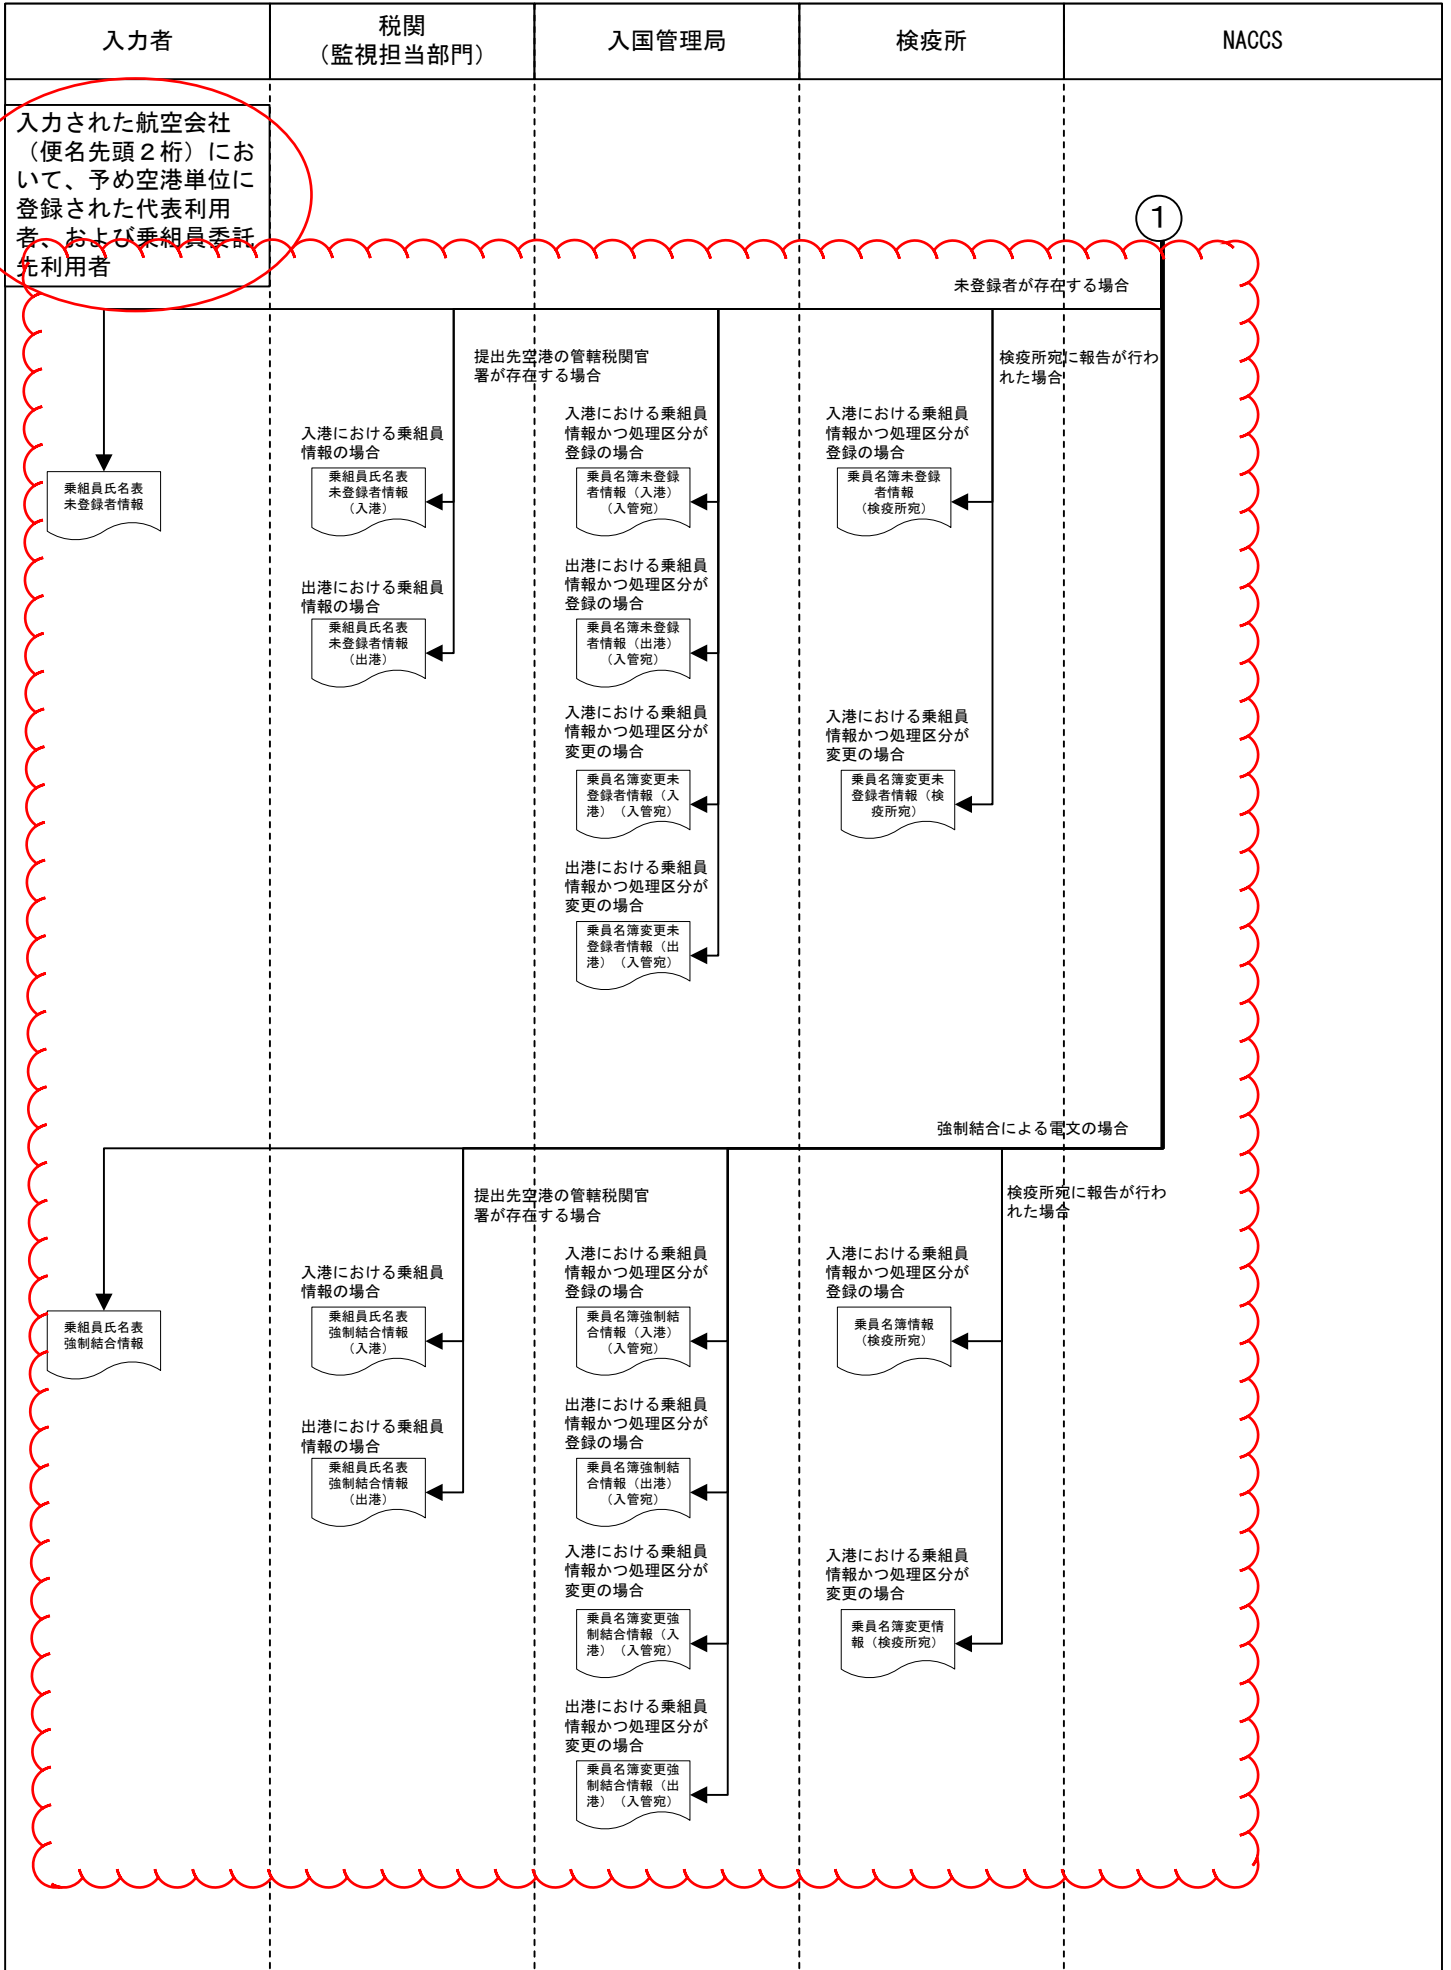 入力者
税関
（監視担当部門）
入国管理局
検疫所
NACCS
入力された航空会社
（便名先頭２桁）にお
いて、予め空港単位に
登録された代表利用
者、および乗組員委託
先利用者
1
未登録者が存在する場合
提出先空港の管轄税関官
署が存在する場合
検疫所宛に報告が行わ
れた場合
入港における乗組員
情報の場合
入港における乗組員
情報かつ処理区分が
登録の場合
入港における乗組員
情報かつ処理区分が
登録の場合
乗組員氏名表
未登録者情報
乗組員氏名表
未登録者情報
（入港）
乗員名簿未登録
者情報（入港）
（入管宛）
乗員名簿未登録
者情報
（検疫所宛）
出港における乗組員
情報の場合
出港における乗組員
情報かつ処理区分が
登録の場合
乗組員氏名表
未登録者情報
（出港）
乗員名簿未登録
者情報（出港）
（入管宛）
入港における乗組員
情報かつ処理区分が
変更の場合
入港における乗組員
情報かつ処理区分が
変更の場合
乗員名簿変更未
登録者情報（入
港）（入管宛）
乗員名簿変更未
登録者情報（検
疫所宛）
出港における乗組員
情報かつ処理区分が
変更の場合
乗員名簿変更未
登録者情報（出
港）（入管宛）
強制結合による電文の場合
提出先空港の管轄税関官
署が存在する場合
検疫所宛に報告が行わ
れた場合
入港における乗組員
情報の場合
入港における乗組員
情報かつ処理区分が
登録の場合
入港における乗組員
情報かつ処理区分が
登録の場合
乗組員氏名表
強制結合情報
乗組員氏名表
強制結合情報
（入港）
乗員名簿強制結
合情報（入港）
（入管宛）
乗員名簿情報
（検疫所宛）
出港における乗組員
情報の場合
出港における乗組員
情報かつ処理区分が
登録の場合
乗組員氏名表
強制結合情報
（出港）
乗員名簿強制結
合情報（出港）
（入管宛）
入港における乗組員
情報かつ処理区分が
変更の場合
入港における乗組員
情報かつ処理区分が
変更の場合
乗員名簿変更強
制結合情報（入
港）（入管宛）
乗員名簿変更情
報（検疫所宛）
出港における乗組員
情報かつ処理区分が
変更の場合
乗員名簿変更強
制結合情報（出
港）（入管宛）